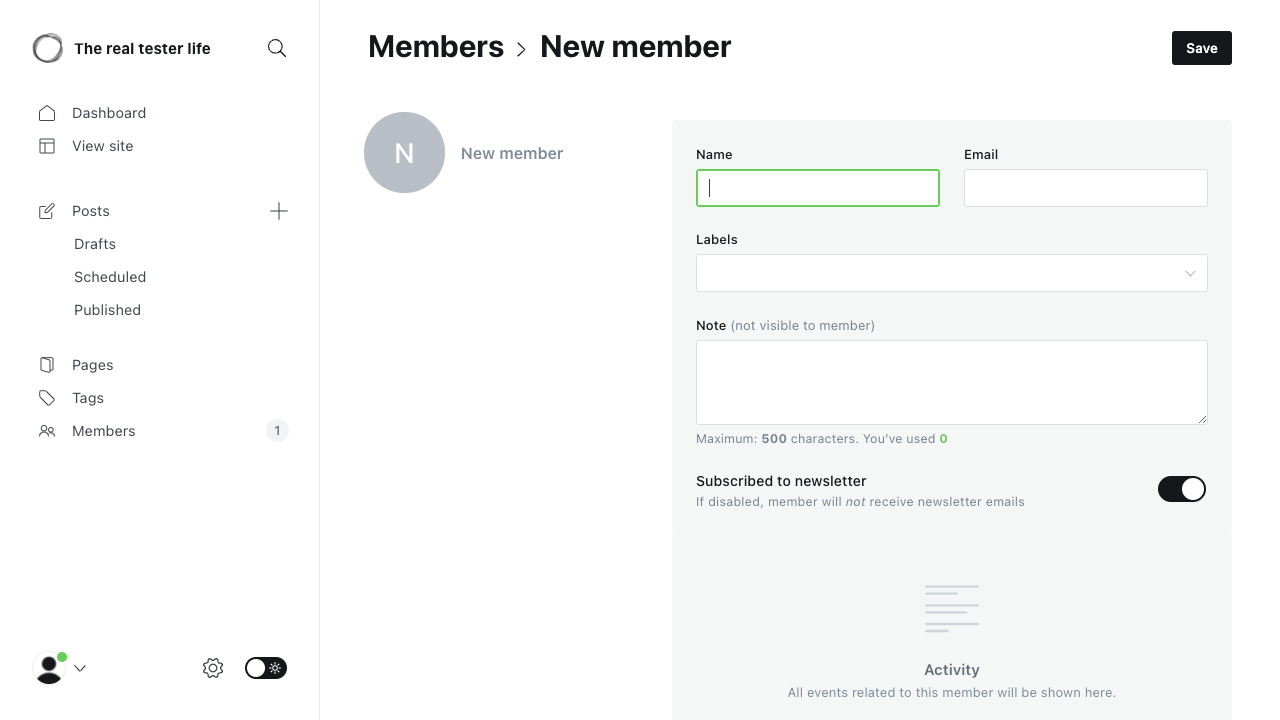 The real tester life
Dashboard
View site
Posts
Drafts
Scheduled
Published
Pages
Tags
Members
1
Members > New member
Save
N
New member
Name
Email
Labels
Note (not visible to member)
Maximum: 500 characters. You've used 0
Subscribed to newsletter
If disabled, member will not receive newsletter emails
Activity
All events related to this member will be shown here.